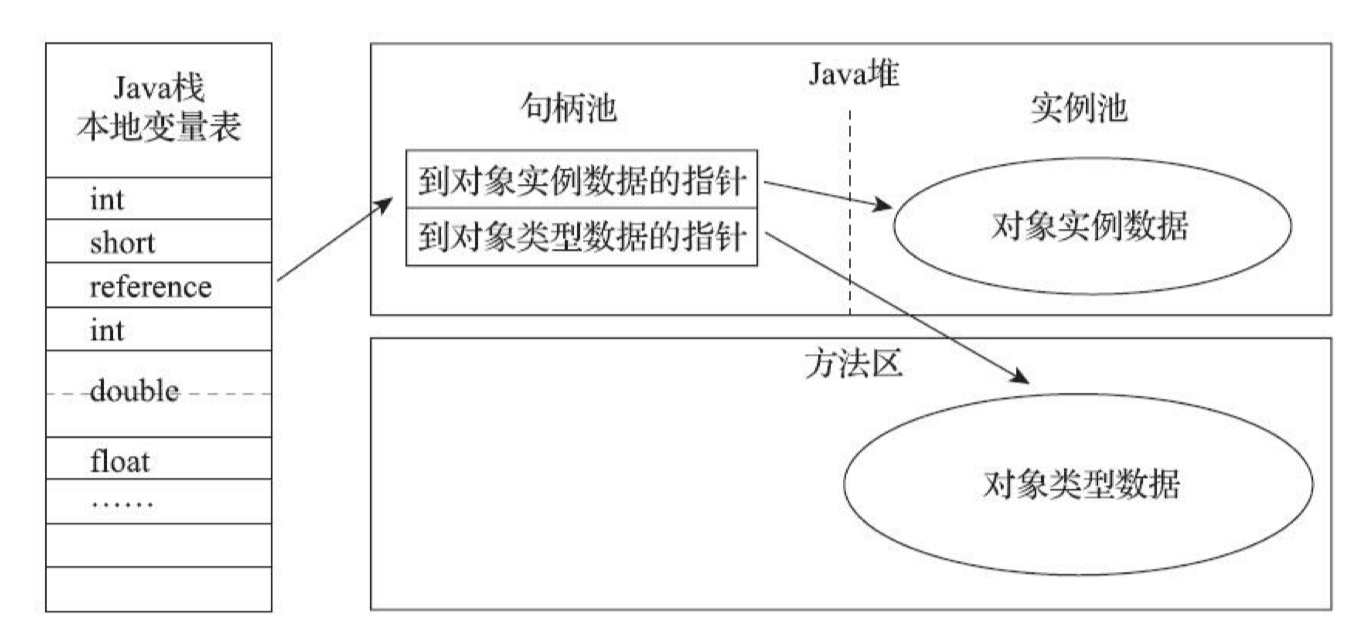 Java栈
本地变量表
int
short
reference
int
double
float
……
Java堆
句柄池
实例池
到对象实例数据的指针
到对象类型数据的指针
对象实例数据
方法区
对象类型数据